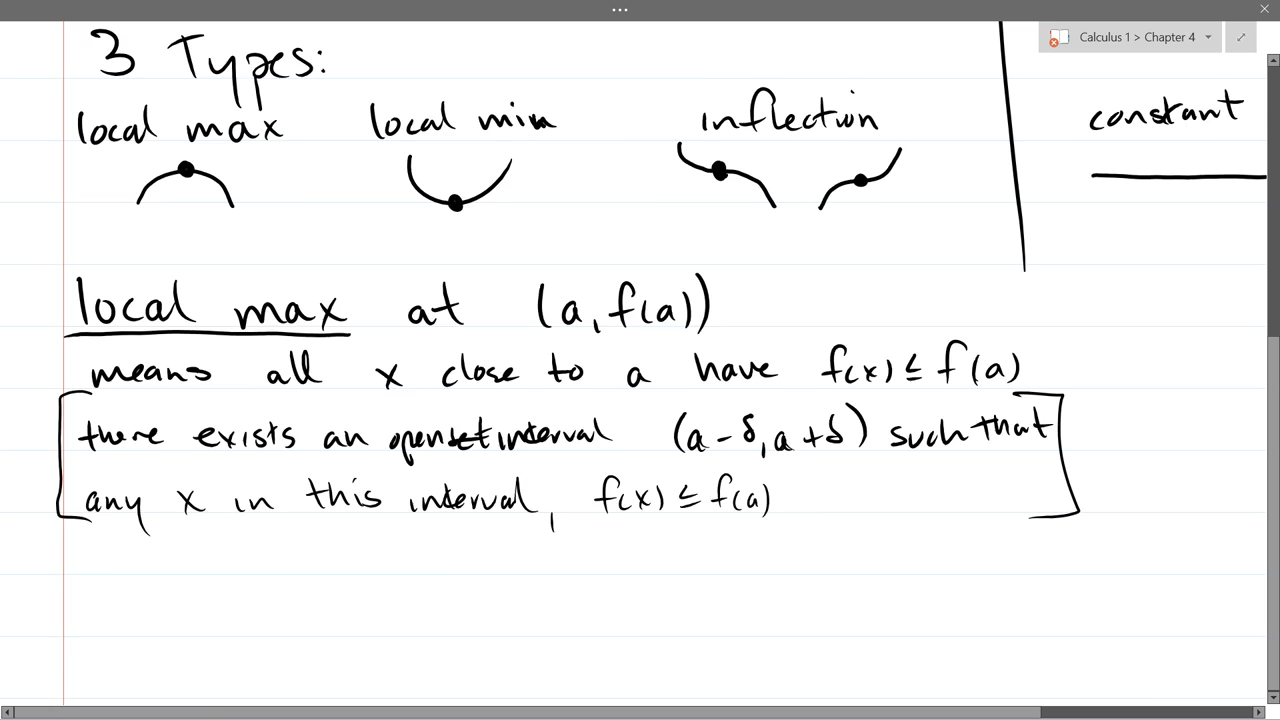 ...
Calculus 1 > Chapter 4
3 Types:
local max local min inflection constant
local max at (a, f(a))
means all x close to a have f(x) ≤ f(a)
there exists an open interval (a - δ, a + δ) such that
any x in this interval, f(x) ≤ f(a)